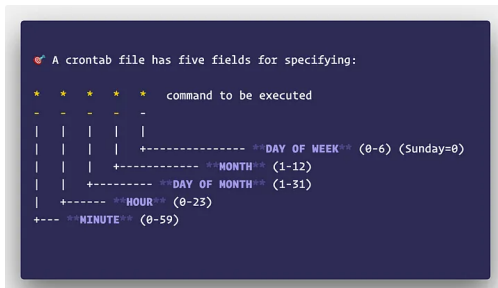 🎯 A crontab file has five fields for specifying:
* * * * * command to be executed
- - - - -
| | | | |
| | | | +--------------- **DAY OF WEEK** (0-6) (Sunday=0)
| | | +------------ **MONTH** (1-12)
| | +--------- **DAY OF MONTH** (1-31)
| +------ **HOUR** (0-23)
+--- **MINUTE** (0-59)